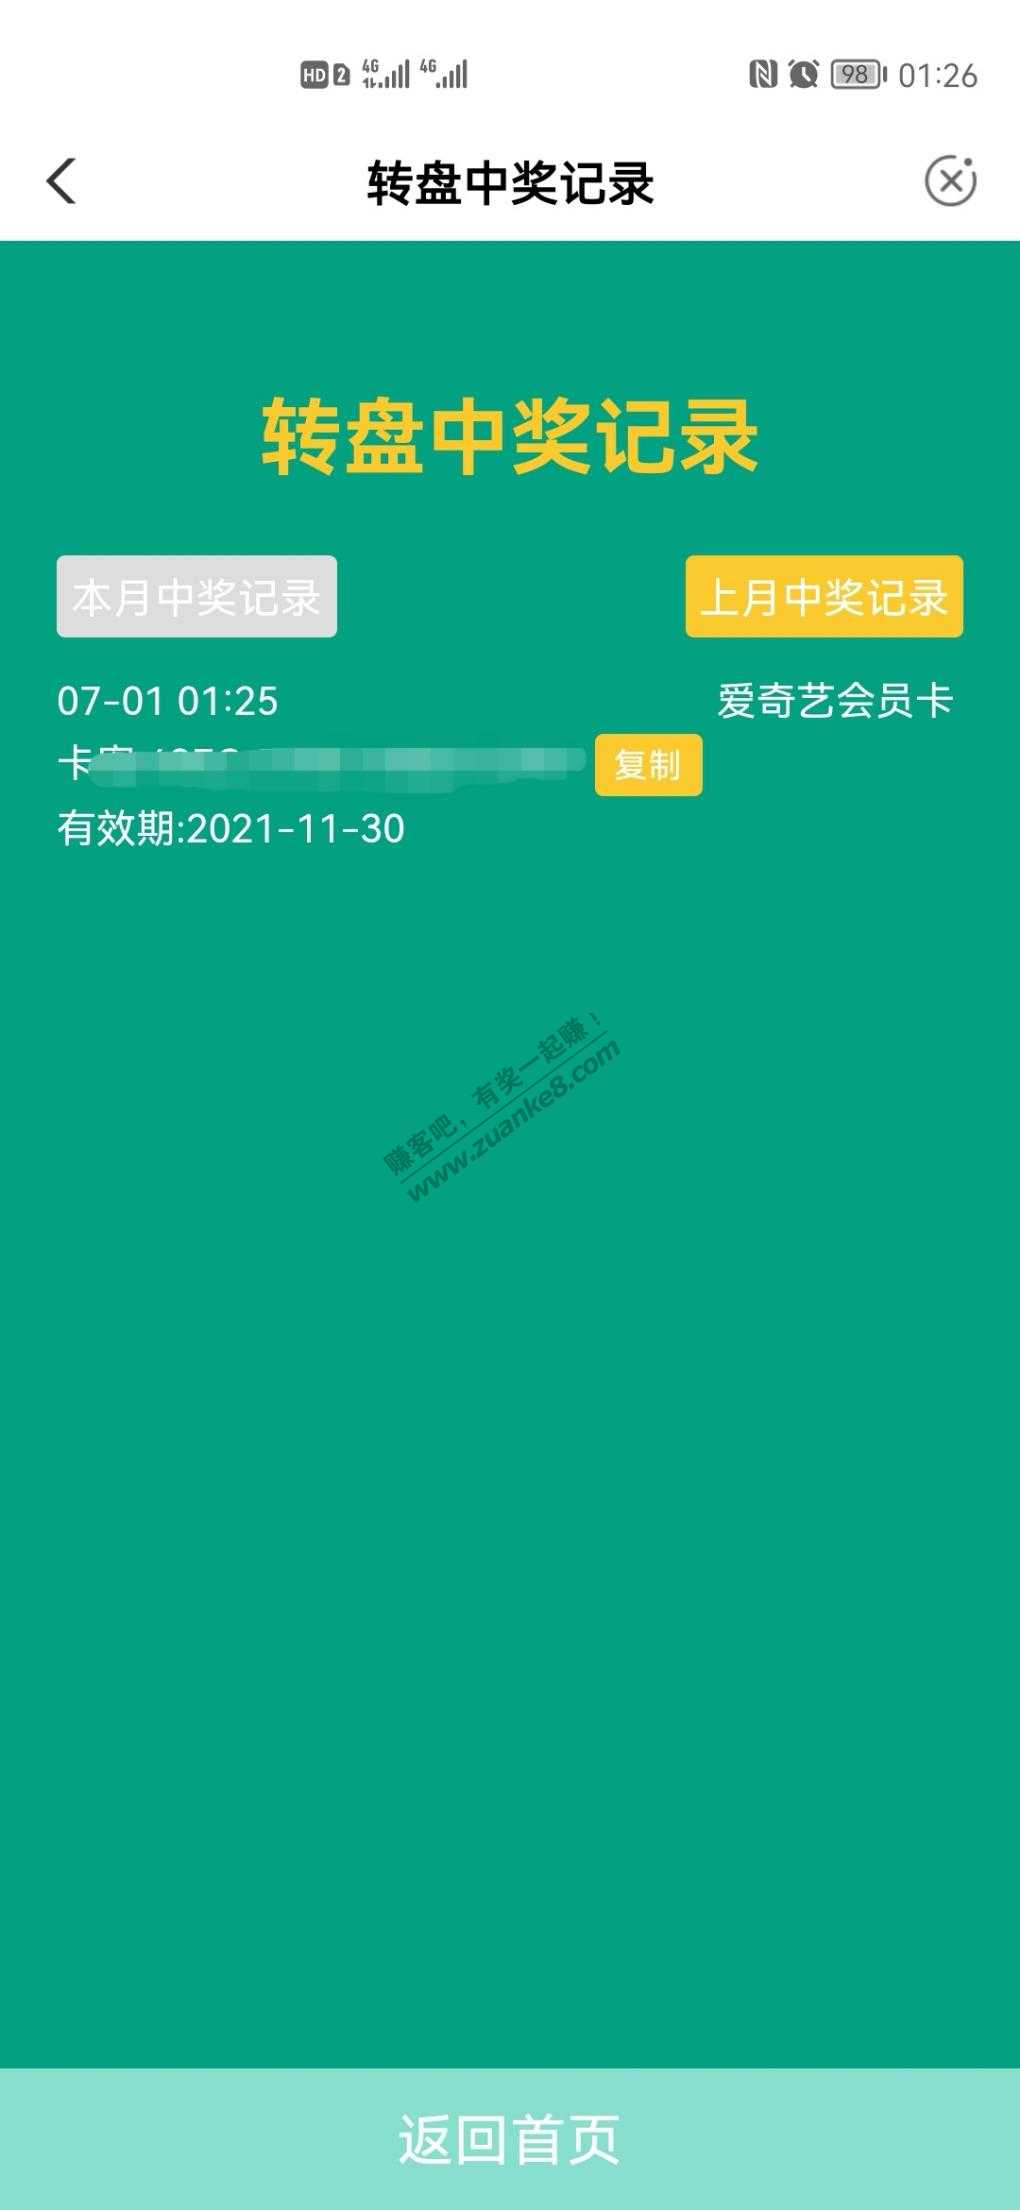 HD 2 4G 4G 98 01:26
转盘中奖记录
转盘中奖记录
本月中奖记录 上月中奖记录
07-01 01:25 爱奇艺会员卡
卡 复制
有效期:2021-11-30
赚客吧，有奖一起赚！
www.zuanke8.com
返回首页